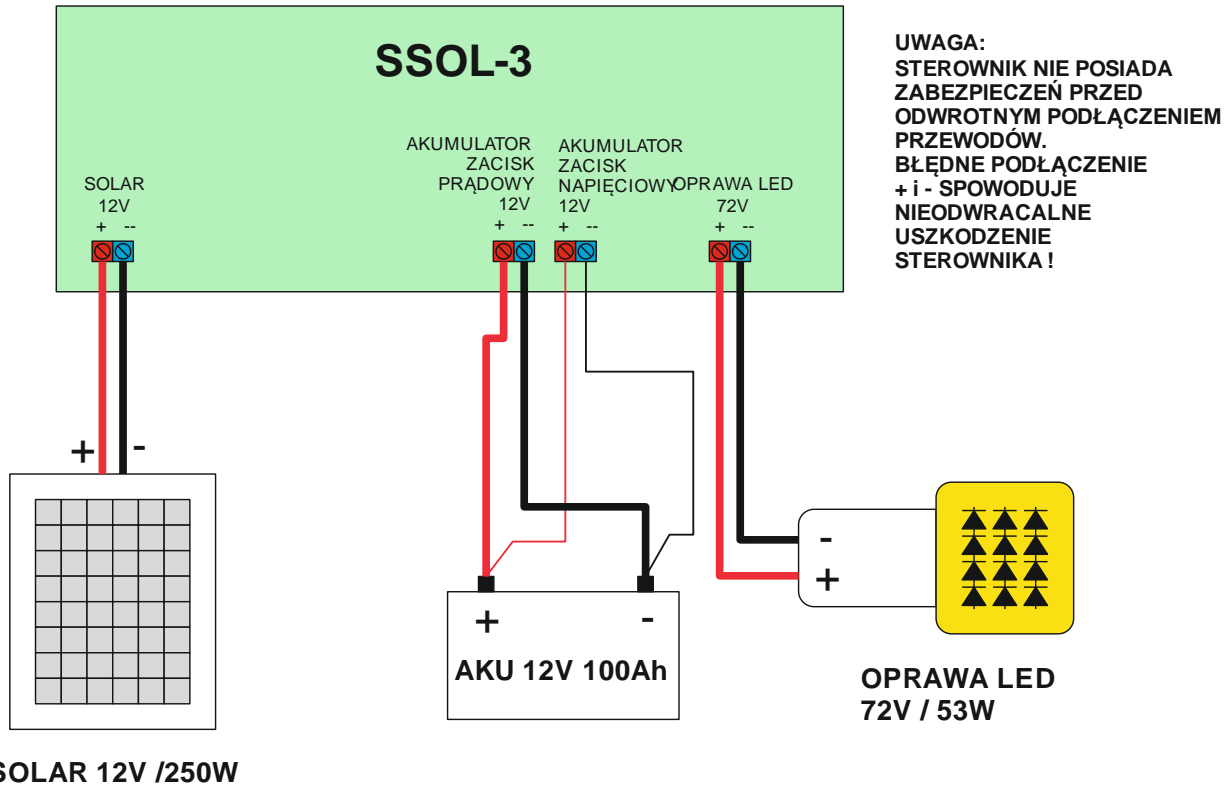 SSOL-3
UWAGA:
STEROWNIK NIE POSIADA
ZABEZPIECZEŃ PRZED
ODWROTNYM PODŁĄCZENIEM
PRZEWODÓW.
BŁĘDNE PODŁĄCZENIE
+ i - SPOWODUJE
NIEODWRACALNE
USZKODZENIE
STEROWNIKA !
SOLAR
12V
+ --
AKUMULATOR
ZACISK
PRĄDOWY
12V
+ --
AKUMULATOR
ZACISK
NAPIĘCIOWY
12V
+ --
OPRAWA LED
72V
+ --
+ -
SOLAR 12V /250W
+ -
AKU 12V 100Ah
-
+
OPRAWA LED
72V / 53W